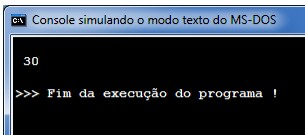 Console simulando o modo texto do MS-DOS
30
>>> Fim da execução do programa !